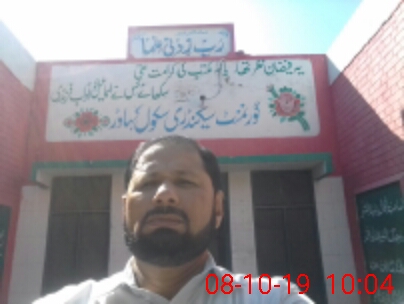 رب زدنی علما
یہ فیضان نظر تھا یا کہ مکتب کی کرامت تھی
سکھائے کس نے اسماعیل کو آداب فرزندی
گورنمنٹ سیکنڈری سکول
08-10-19 10:04